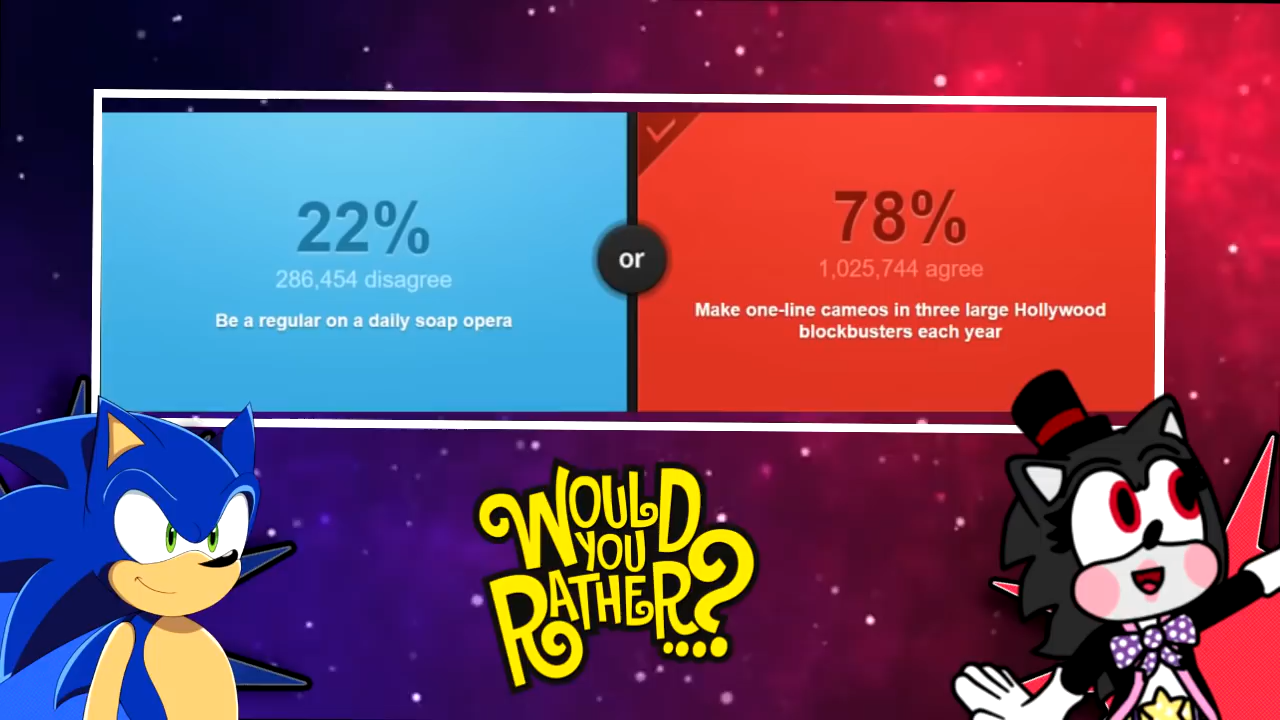 22%
286,454 disagree
Be a regular on a daily soap opera
or
78%
1,025,744 agree
Make one-line cameos in three large Hollywood
blockbusters each year
WOULD
YOU
RATHER...?